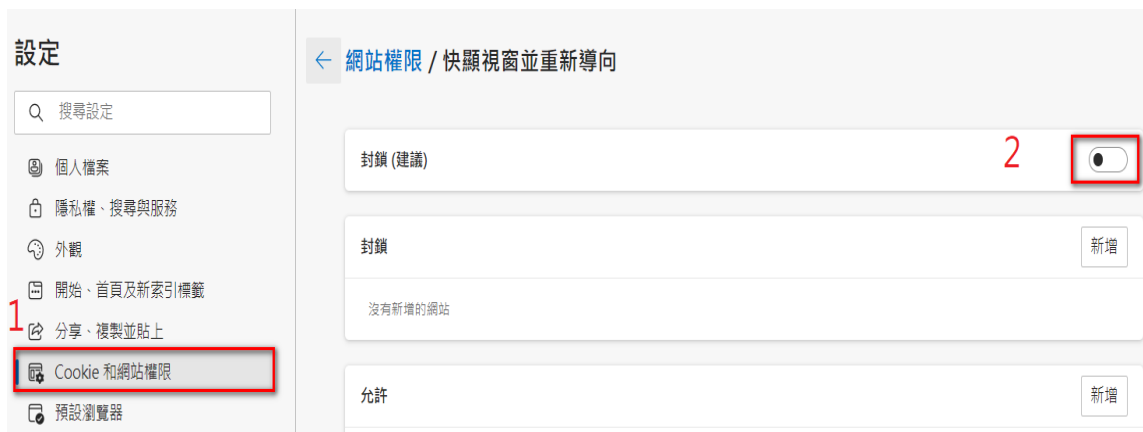 設定
搜尋設定
個人檔案
隱私權、搜尋與服務
外觀
開始、首頁及新索引標籤
1
分享、複製並貼上
Cookie 和網站權限
預設瀏覽器
← 網站權限 / 快顯視窗並重新導向
封鎖 (建議)
2
封鎖
新增
沒有新增的網站
允許
新增